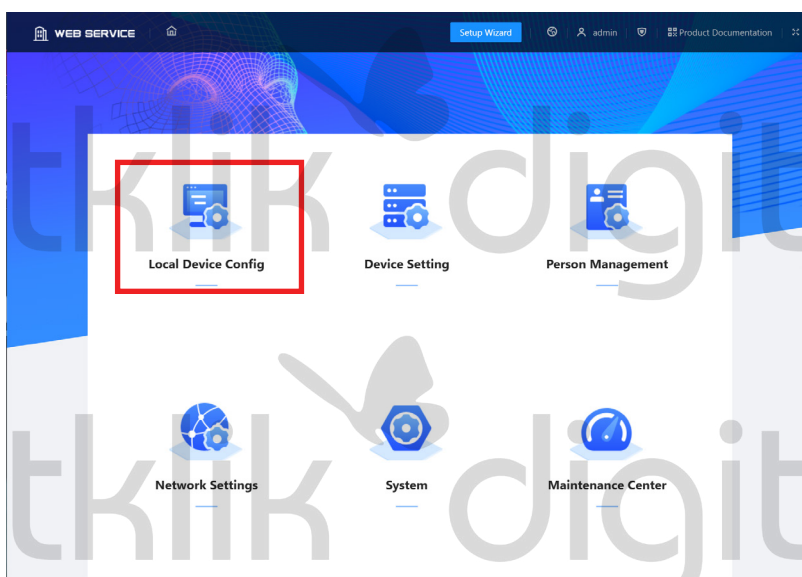 WEB SERVICE
Setup Wizard
admin
Product Documentation
Local Device Config
Device Setting
Person Management
Network Settings
System
Maintenance Center
tklik digit
tklik digit